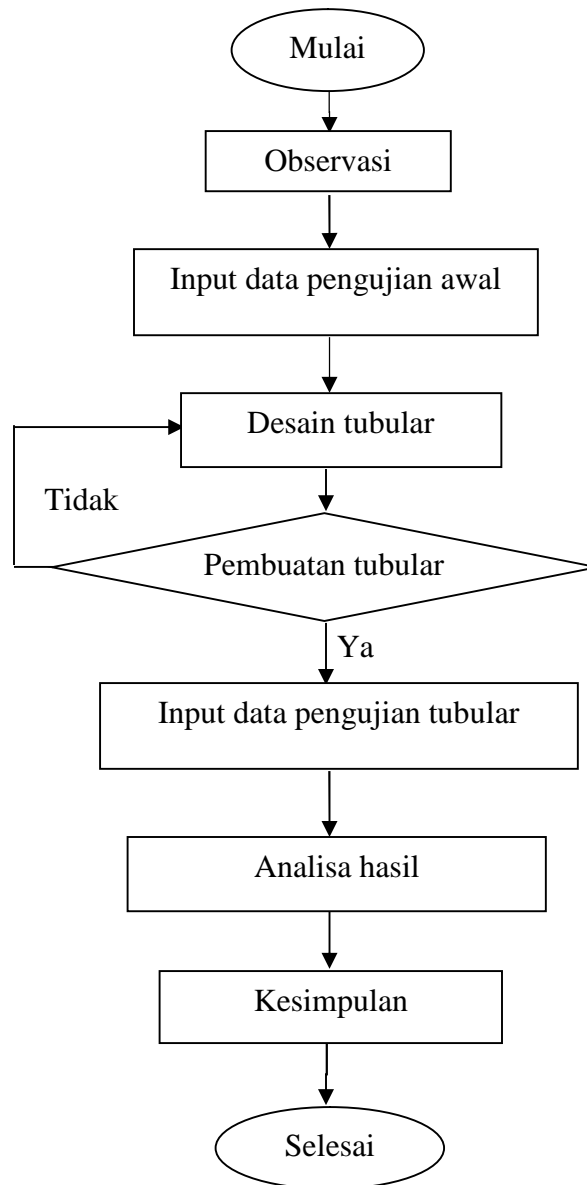 Mulai
Observasi
Input data pengujian awal
Desain tubular
Tidak
Pembuatan tubular
Ya
Input data pengujian tubular
Analisa hasil
Kesimpulan
Selesai